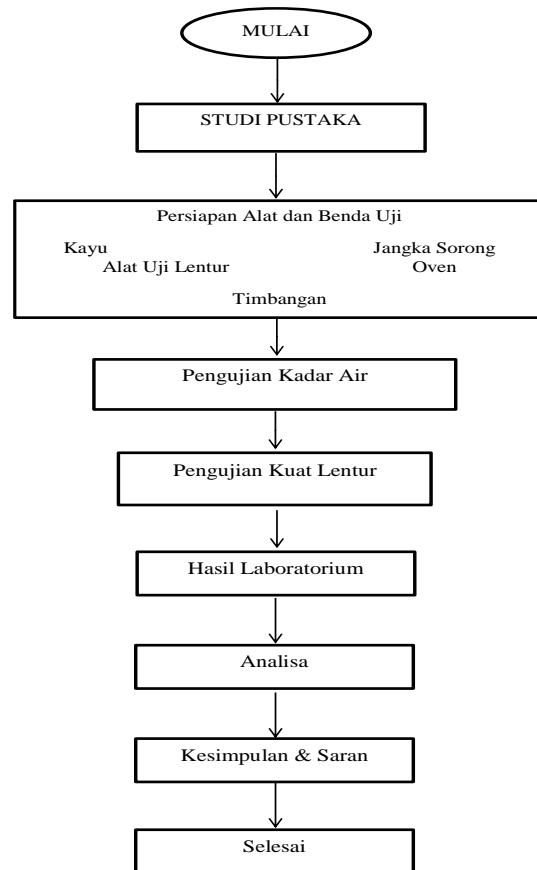 MULAI
STUDI PUSTAKA
Persiapan Alat dan Benda Uji
Kayu Jangka Sorong
Alat Uji Lentur Oven
Timbangan
Pengujian Kadar Air
Pengujian Kuat Lentur
Hasil Laboratorium
Analisa
Kesimpulan & Saran
Selesai